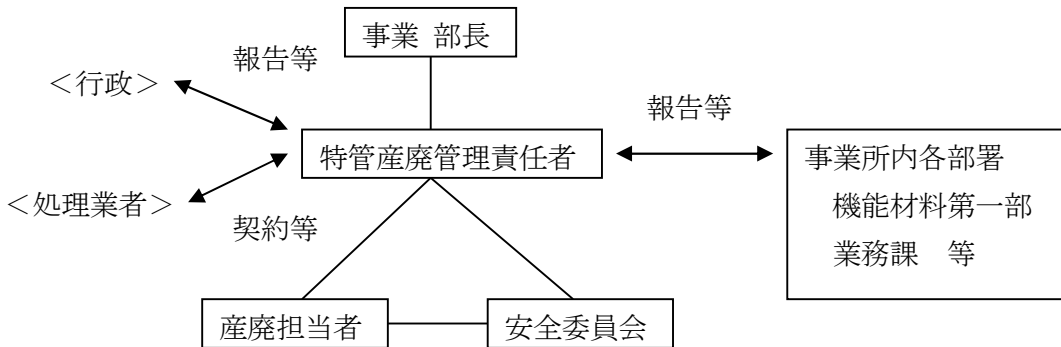 事業 部長
報告等
＜行政＞
報告等
特管産廃管理責任者
事業所内各部署
機能材料第一部
業務課　等
＜処理業者＞
契約等
産廃担当者
安全委員会